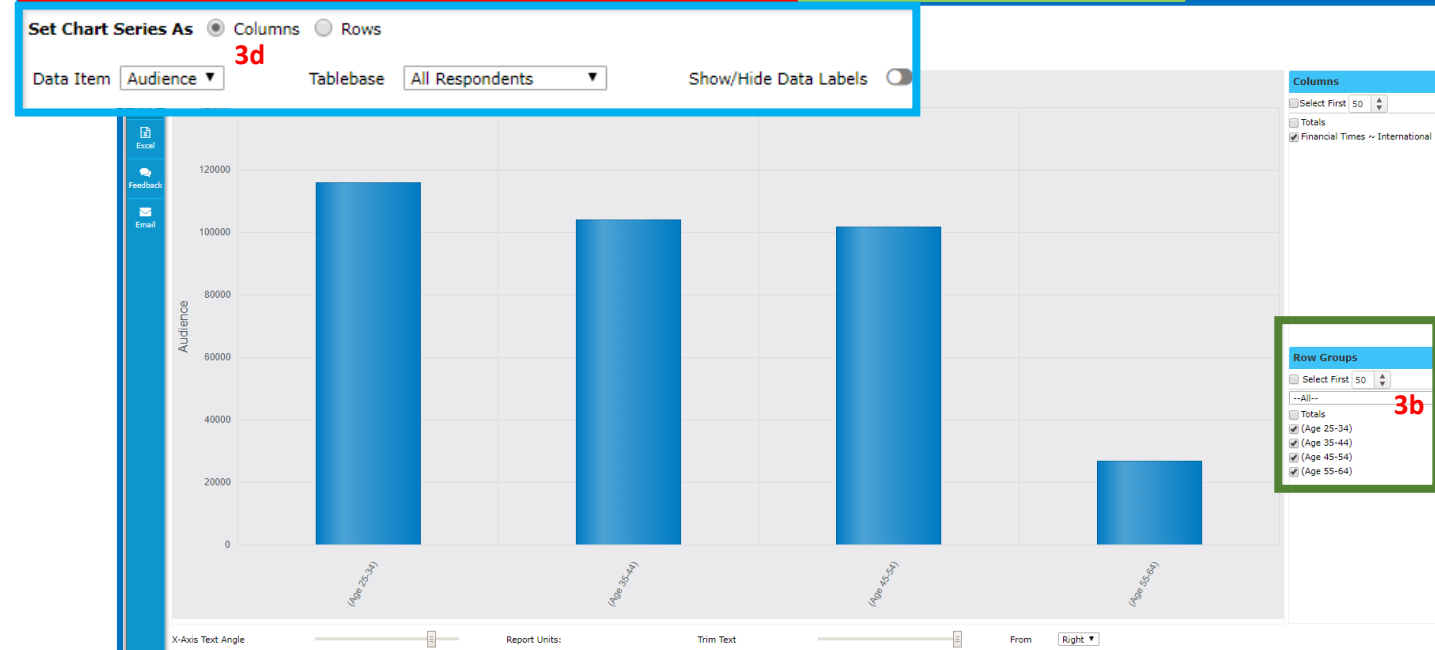 Set Chart Series As Columns Rows
3d
Data Item Audience Tablebase All Respondents Show/Hide Data Labels
Excel
Feedback
Email
Audience
120000
100000
80000
60000
40000
20000
0
(Age 25-34)
(Age 35-44)
(Age 45-54)
(Age 55-64)
X-Axis Text Angle Report Units: Trim Text From Right
Columns
Select First 50
Totals
Financial Times ~ International
Row Groups
Select First 50
--All--
3b
Totals
(Age 25-34)
(Age 35-44)
(Age 45-54)
(Age 55-64)